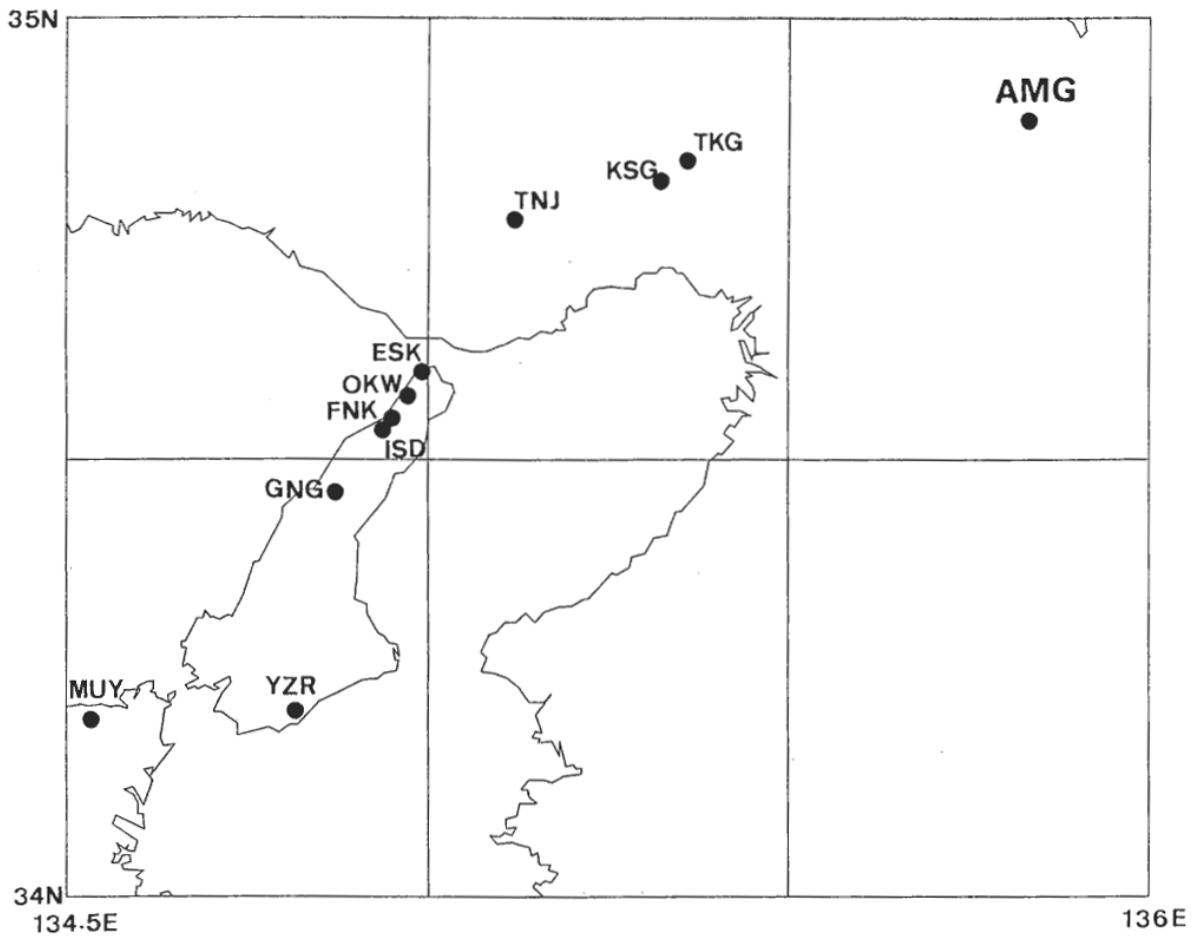 35N
AMG
TKG
KSG
TNJ
ESK
OKW
FNK
ISD
GNG
MUY
YZR
34N
134.5E
136E